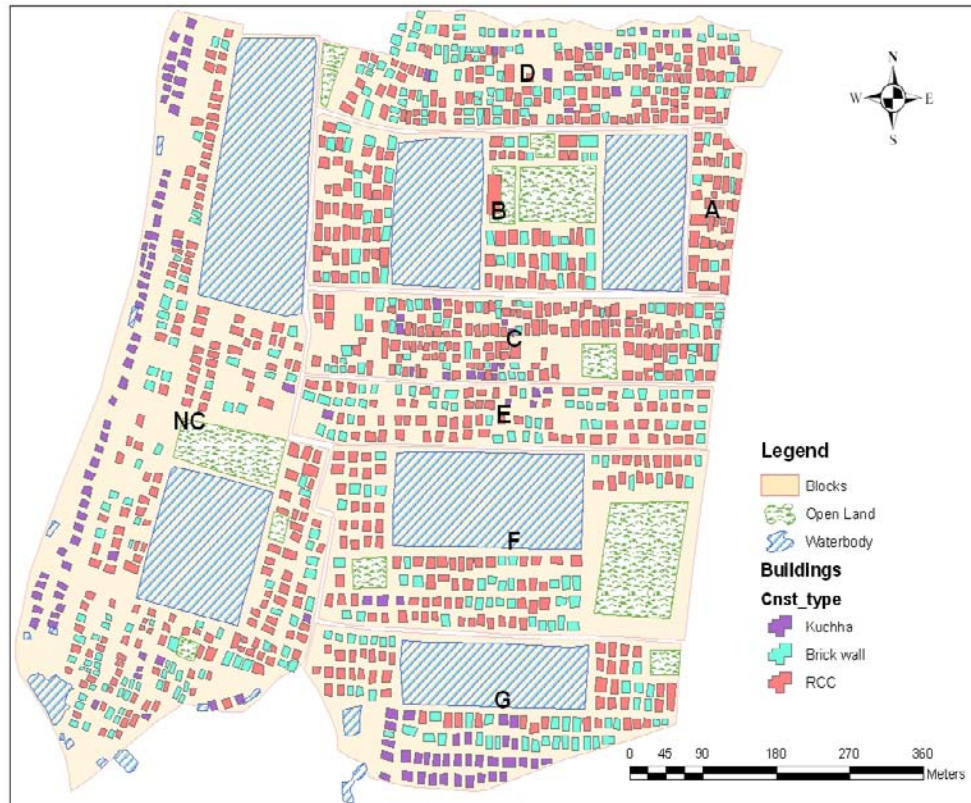 D
N
W E
S
B
A
C
E
NC
F
G
Legend
Blocks
Open Land
Waterbody
Buildings
Cnst_type
Kuchha
Brick wall
RCC
0 45 90 180 270 360
Meters